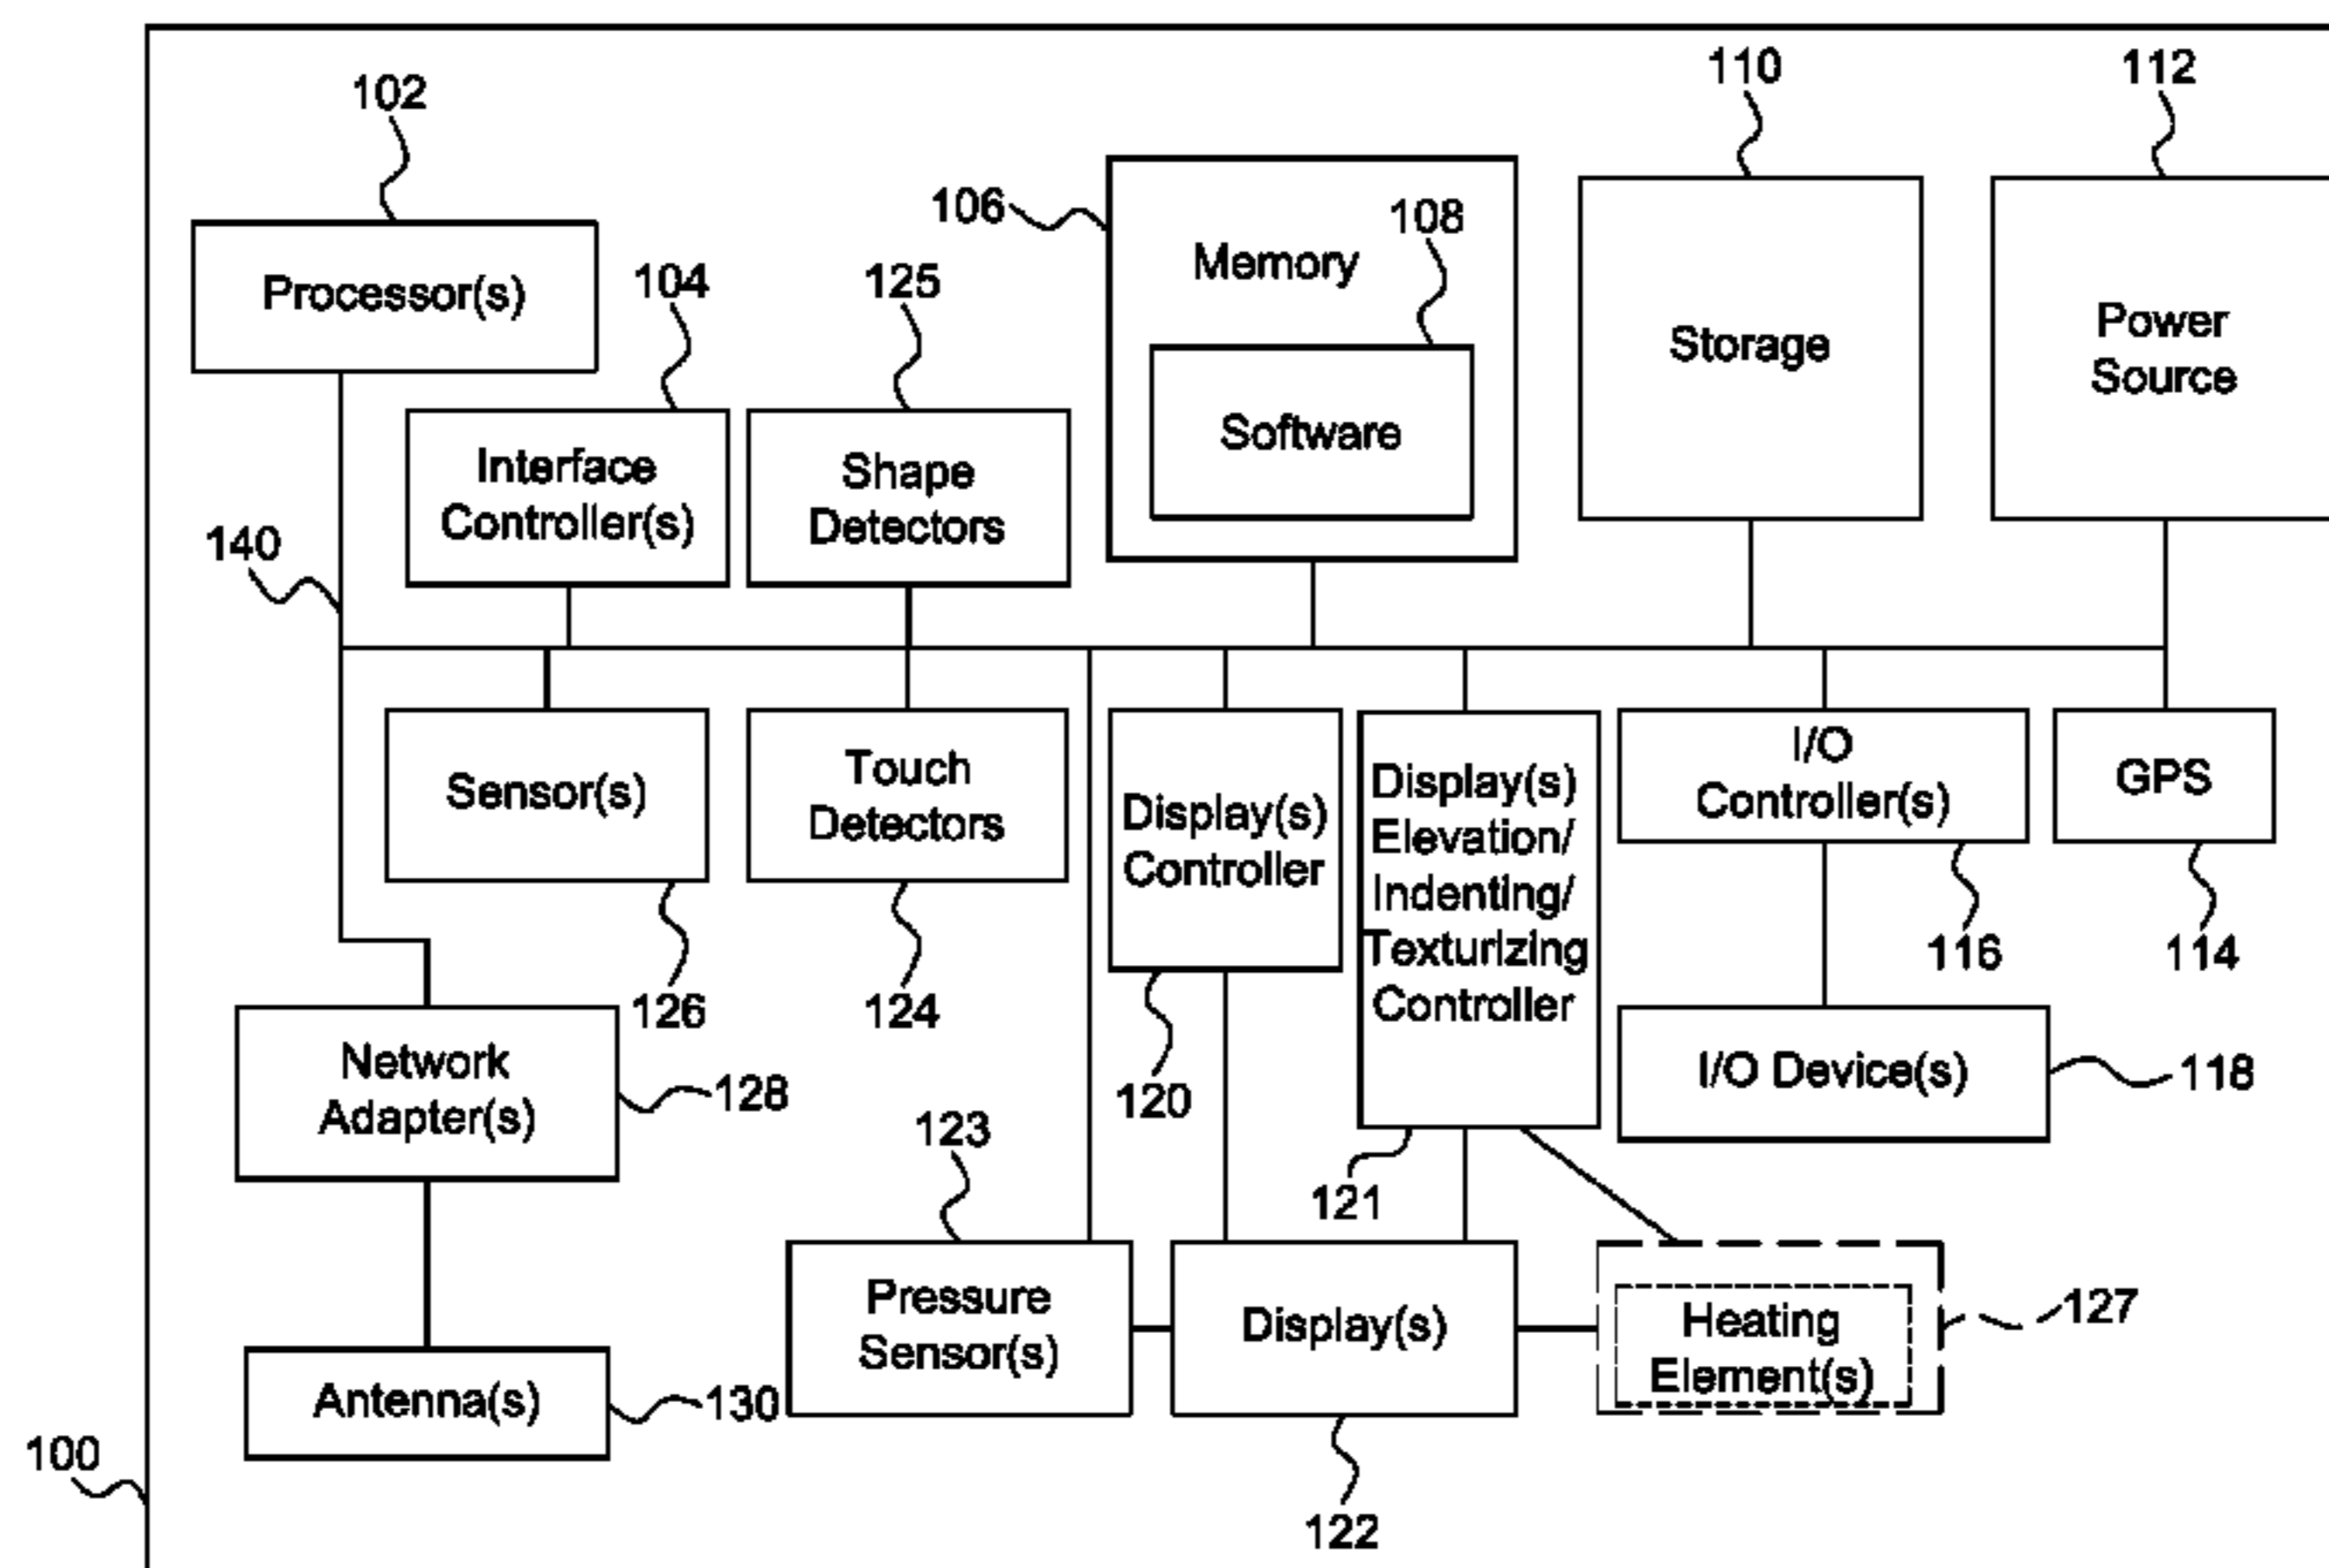 110
112
102
106
108
Memory
Processor(s)
104
125
Storage
Power
Source
Software
Interface
Controller(s)
Shape
Detectors
140
Sensor(s)
Touch
Detectors
Display(s)
Controller
Display(s)
Elevation/
Indenting/
Texturizing
Controller
I/O
Controller(s)
GPS
116
114
126
124
Network
Adapter(s)
128
120
I/O Device(s)
118
123
121
Pressure
Sensor(s)
Display(s)
Heating
Element(s)
127
Antenna(s)
130
100
122